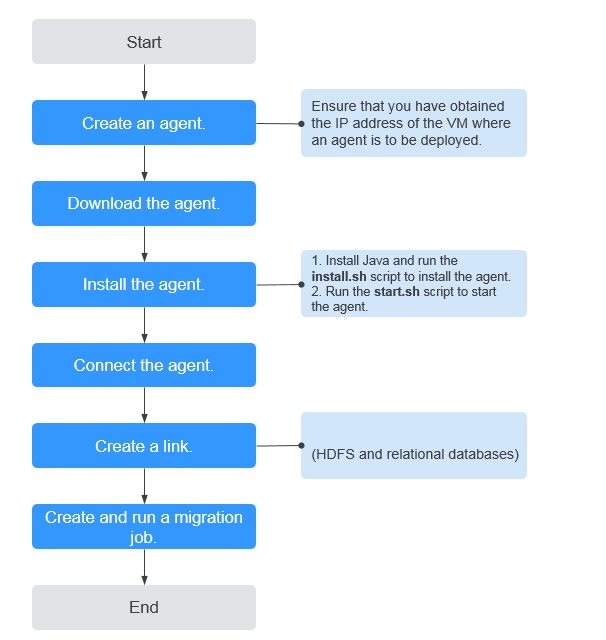 Start
Create an agent.
Ensure that you have obtained
the IP address of the VM where
an agent is to be deployed.
Download the agent.
Install the agent.
1. Install Java and run the
install.sh script to install the agent.
2. Run the start.sh script to start
the agent.
Connect the agent.
Create a link.
(HDFS and relational databases)
Create and run a migration
job.
End